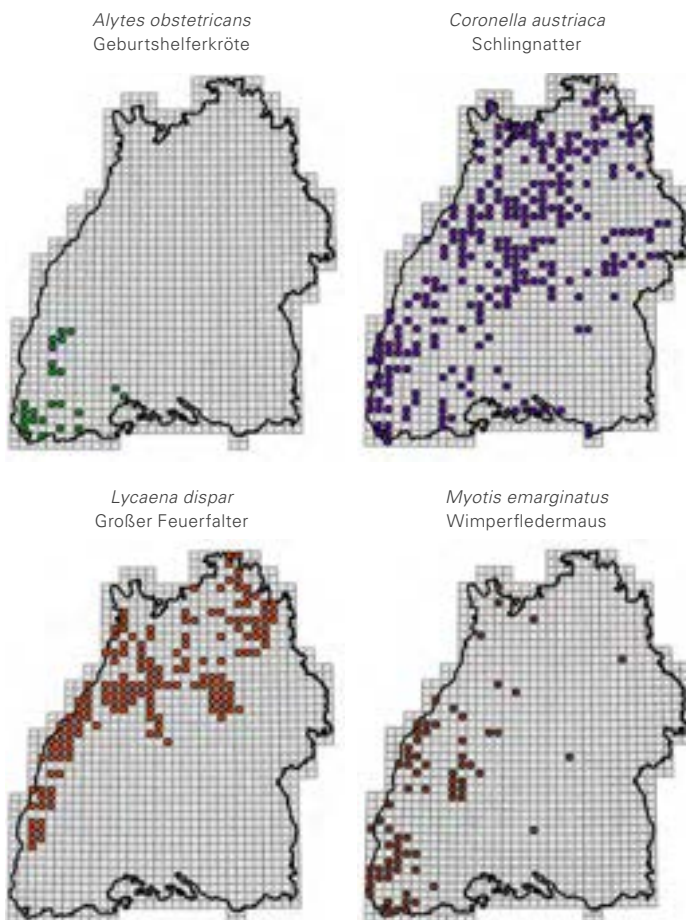 Alytes obstetricans
Geburtshelferkröte
Coronella austriaca
Schlingnatter
Lycaena dispar
Großer Feuerfalter
Myotis emarginatus
Wimperfledermaus